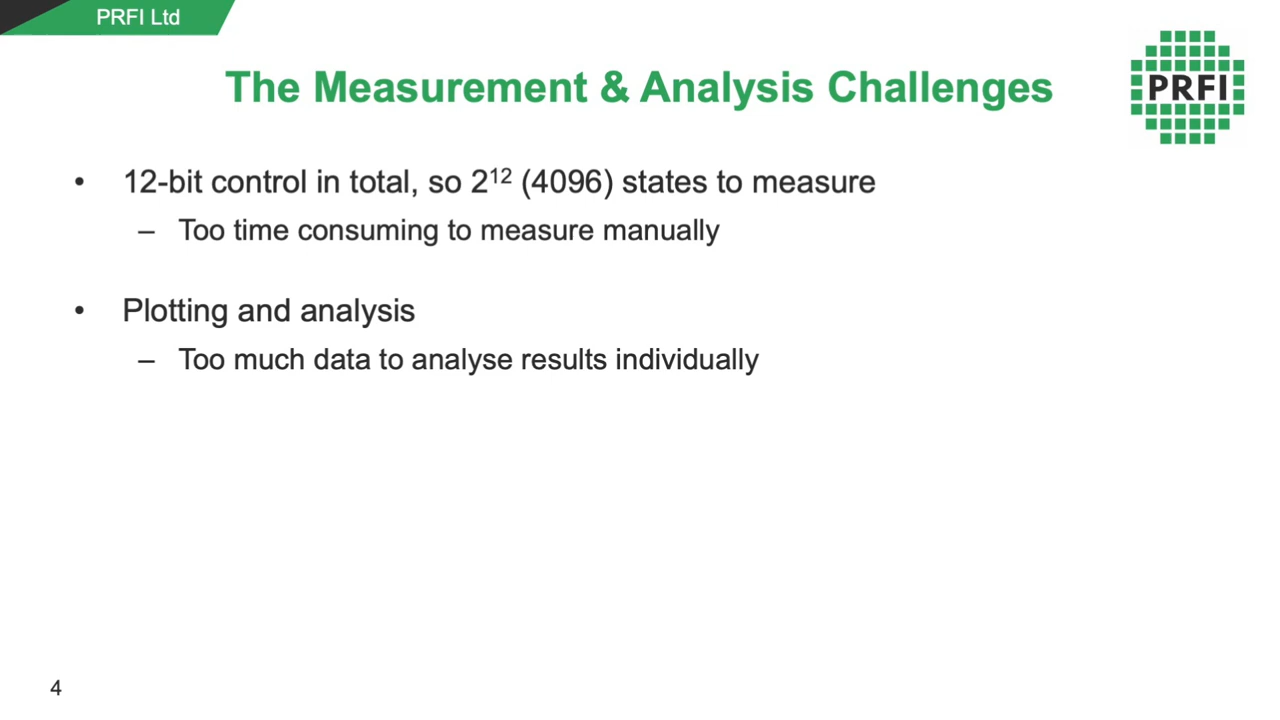 PRFI Ltd
The Measurement & Analysis Challenges
PRFI
• 12-bit control in total, so 2¹² (4096) states to measure
– Too time consuming to measure manually
• Plotting and analysis
– Too much data to analyse results individually
4